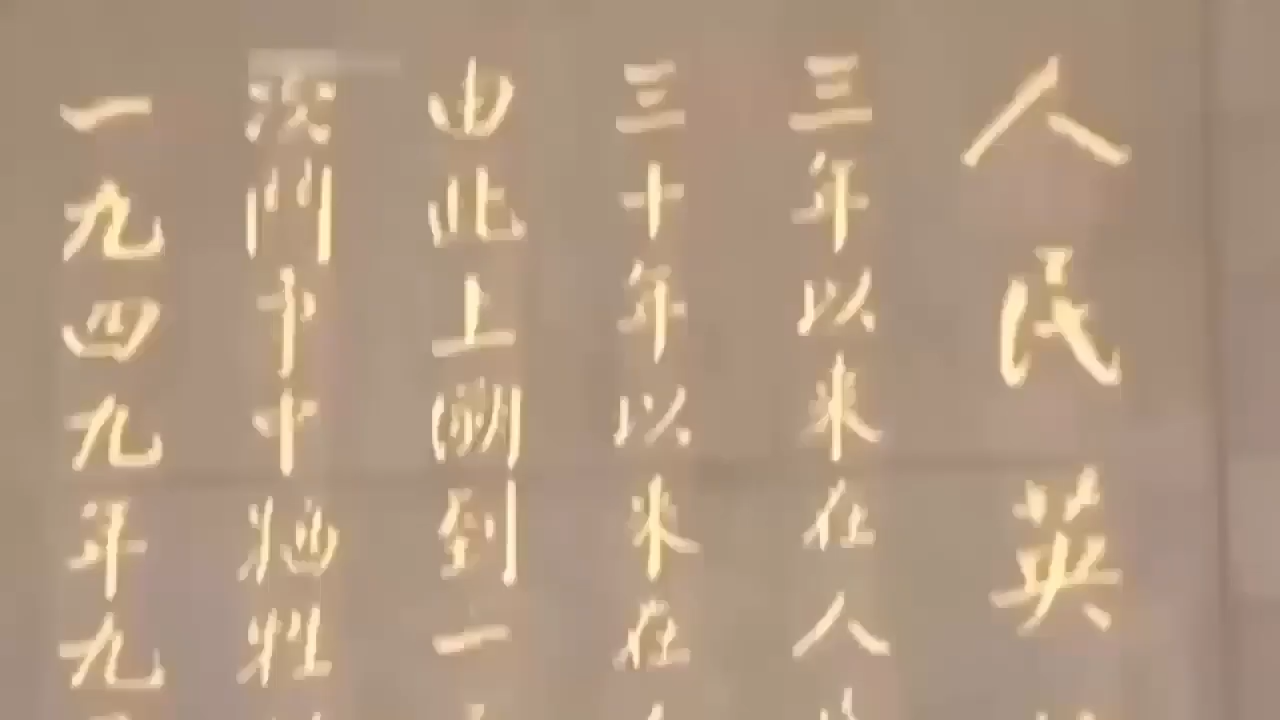 人民英
三年以来在人
三十年以来在
由此上溯到一
次鬥争中牺牲
一九四九年九